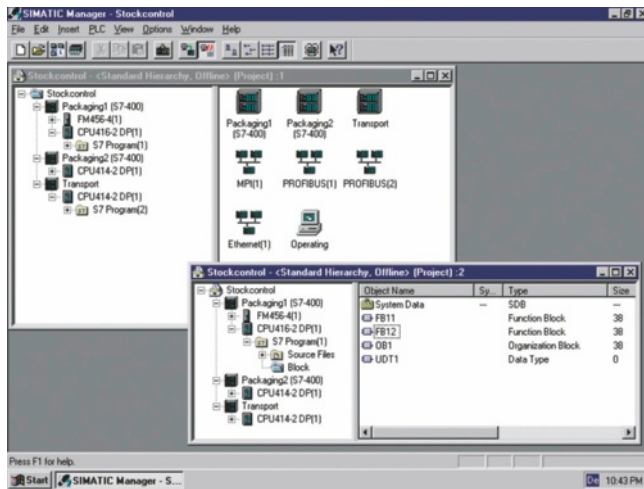 SIMATIC Manager - Stockcontrol
File Edit Insert PLC View Options Window Help
Stockcontrol - <Standard Hierarchy, Offline> (Project) :1
Stockcontrol
Packaging1 (S7-400)
FM456-4(1)
CPU416-2 DP(1)
S7 Program(1)
Packaging2 (S7-400)
CPU414-2 DP(1)
Transport
CPU414-2 DP(1)
S7 Program(2)
Packaging1 Packaging2 Transport
(S7-400) (S7-400)
MPI(1) PROFIBUS(1) PROFIBUS(2)
Ethernet(1) Operating
Stockcontrol - <Standard Hierarchy, Offline> (Project) :2
Stockcontrol
Packaging1 (S7-400)
FM456-4(1)
CPU416-2 DP(1)
S7 Program(1)
Source Files
Block
Packaging2 (S7-400)
CPU414-2 DP(1)
Transport
CPU414-2 DP(1)
Object Name Sy... Type Size
System Data --- SDB ---
FB11 Function Block 38
FB12 Function Block 38
OB1 Organization Block 38
UDT1 Data Type 0
Press F1 for help.
Start SIMATIC Manager - S... De 10:43 PM